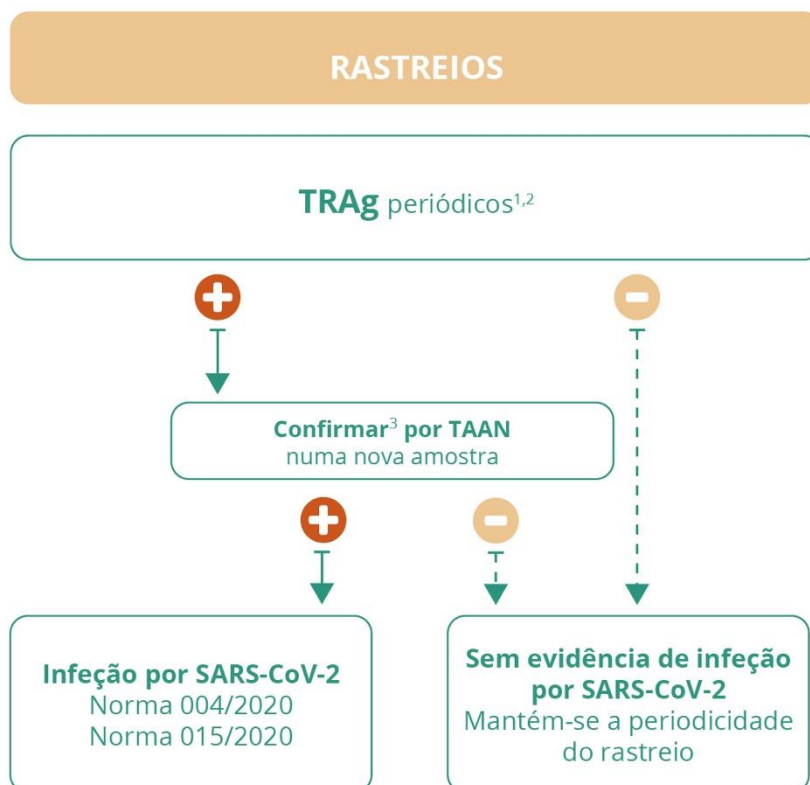 RASTREIOS
TRAg periódicos1,2
Confirmar3 por TAAN
numa nova amostra
Infeção por SARS-CoV-2
Norma 004/2020
Norma 015/2020
Sem evidência de infeção
por SARS-CoV-2
Mantém-se a periodicidade
do rastreio